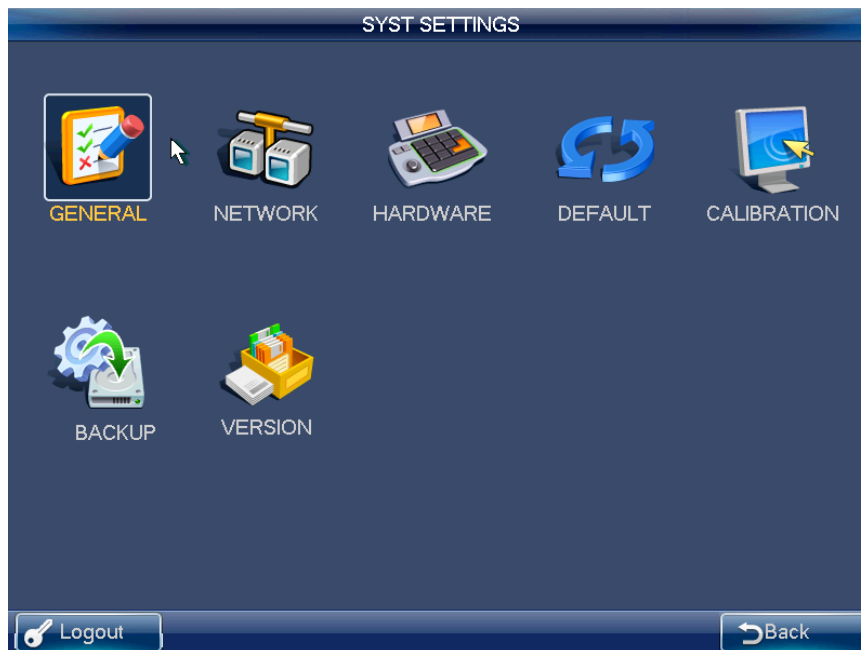 SYST SETTINGS
GENERAL NETWORK HARDWARE DEFAULT CALIBRATION
BACKUP VERSION
Logout Back